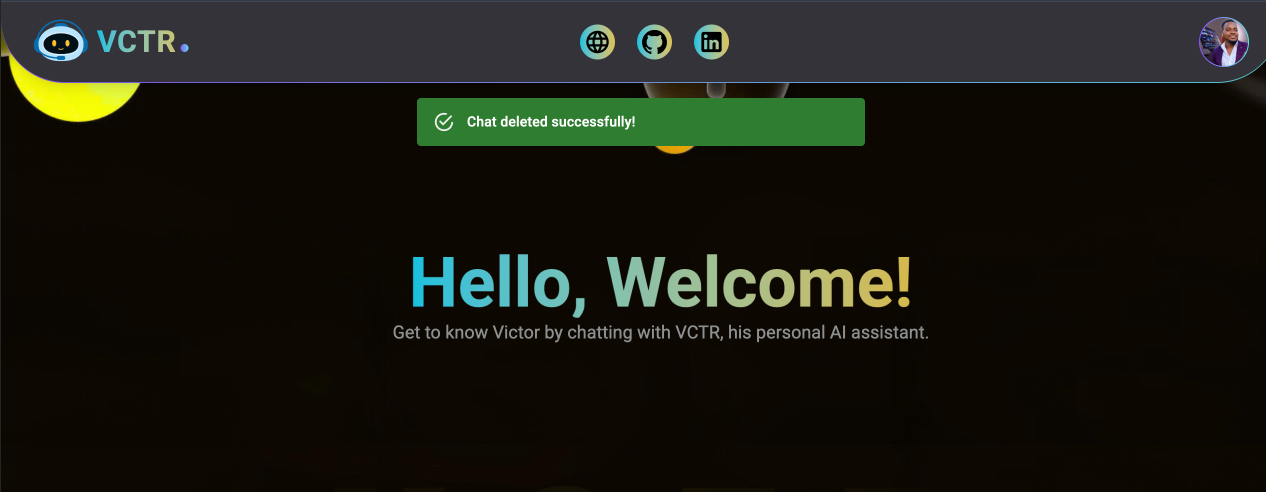 VCTR.
Chat deleted successfully!
Hello, Welcome!
Get to know Victor by chatting with VCTR, his personal AI assistant.